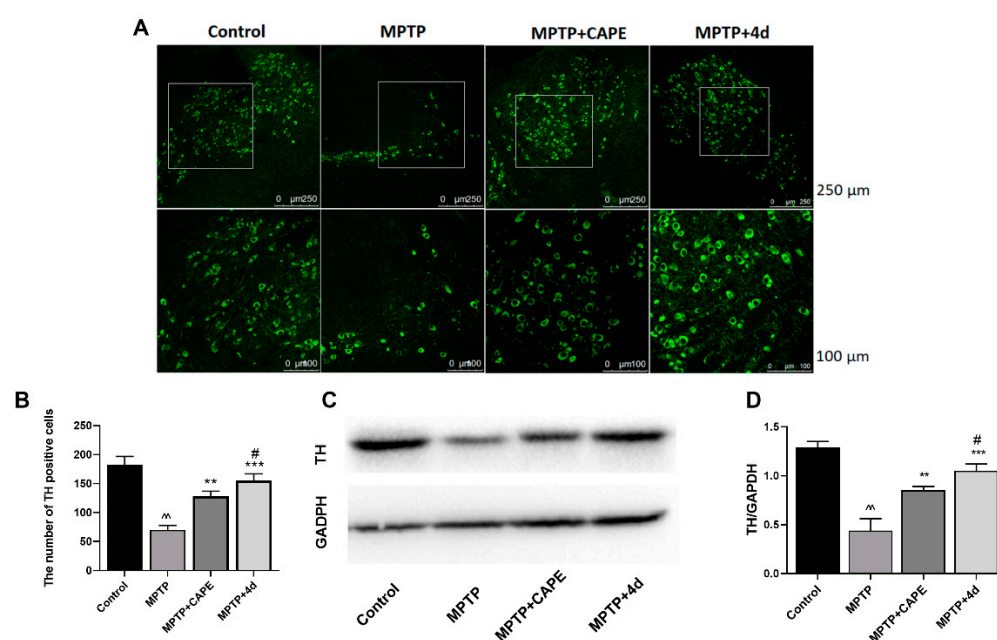 A
Control MPTP MPTP+CAPE MPTP+4d
0 µm250 0 µm250 0 µm250 0 µm 250
250 µm
0 µm100 0 µm100 0 µm100 0 µm 100
100 µm
B
The number of TH positive cells
250
200
150
100
50
0
^^
**
#
***
Control MPTP MPTP+CAPE MPTP+4d
C
TH
GADPH
Control MPTP MPTP+CAPE MPTP+4d
D
TH/GAPDH
1.5
1.0
0.5
0.0
^^
**
#
***
Control MPTP MPTP+CAPE MPTP+4d